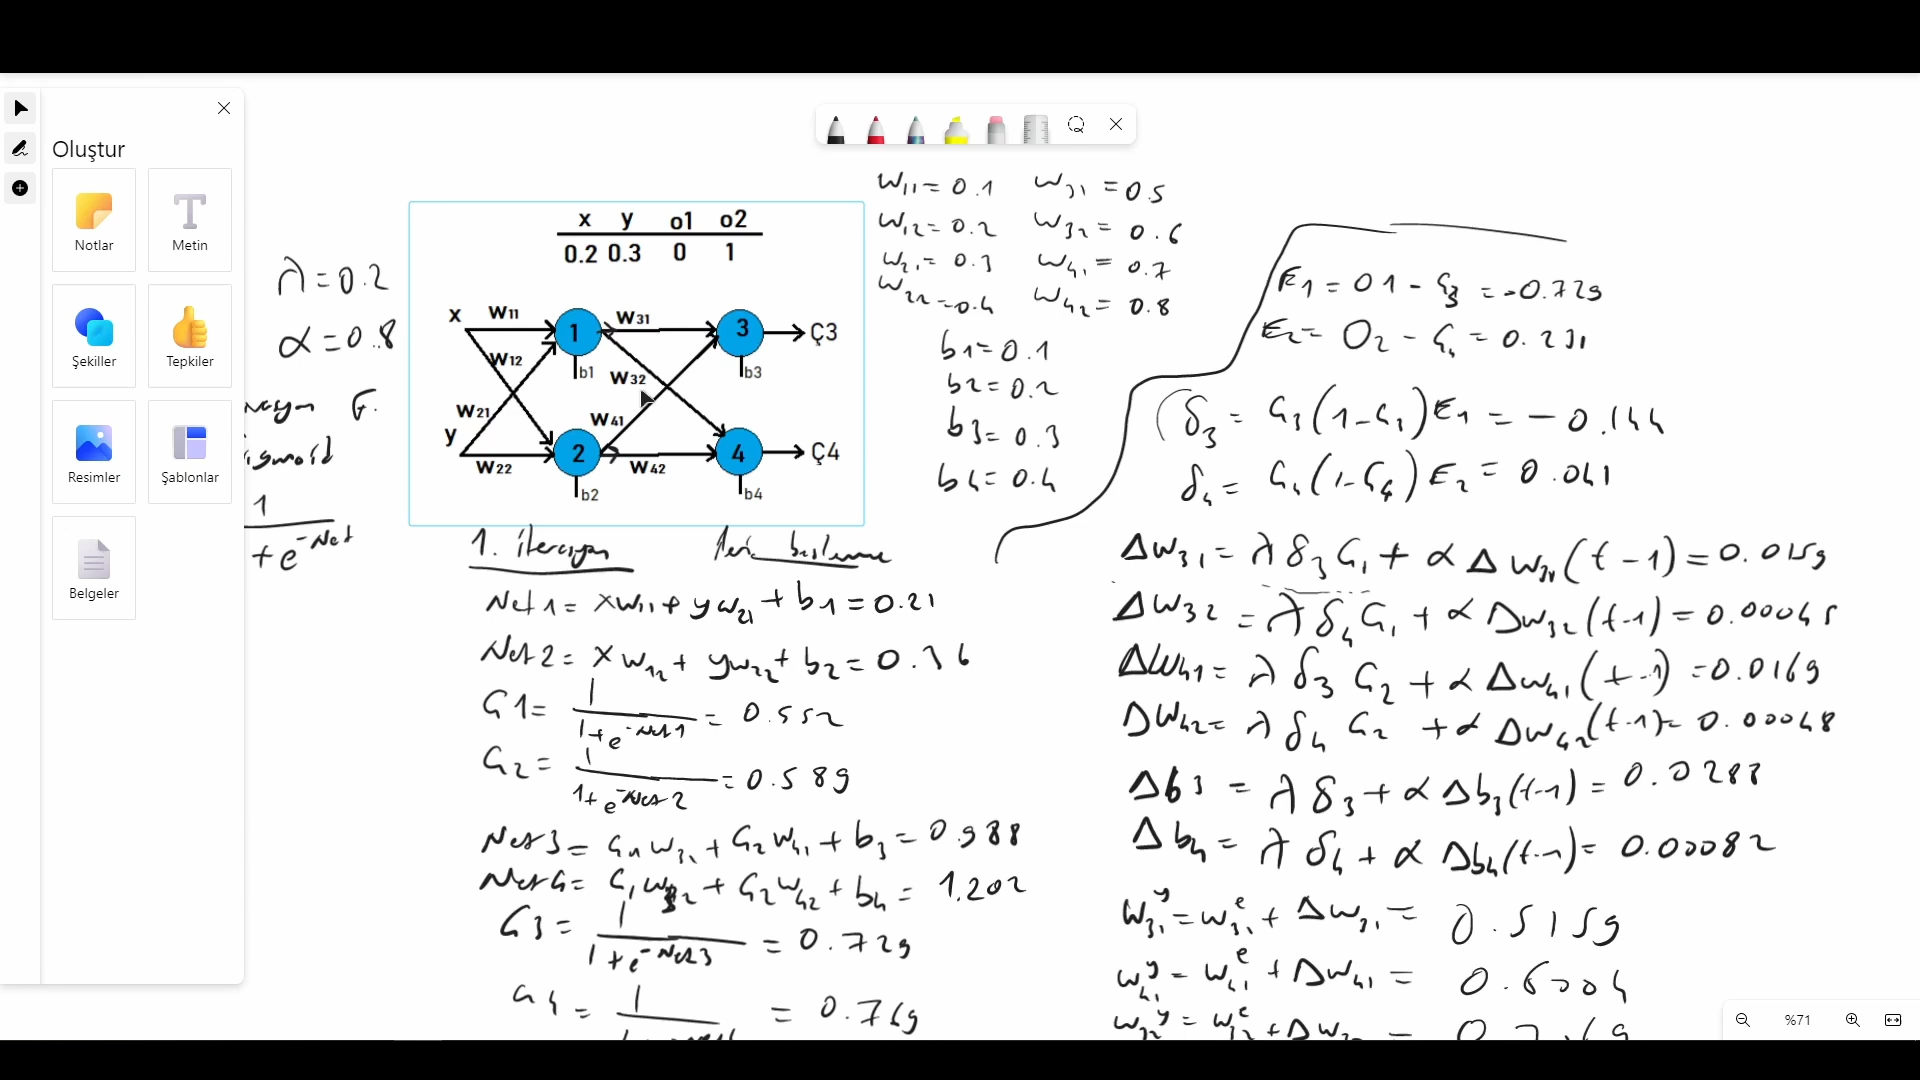 Oluştur
Notlar
Metin
Şekiller
Tepkiler
Resimler
Şablonlar
Belgeler
λ = 0.2
α = 0.8
F.
1
+ e^-Net
x y o1 o2
0.2 0.3 0 1
x W11 1 W31 3 Ç3
W12 b1 W32 b3
W21 W41
y W22 2 W42 4 Ç4
b2 b4
w11 = 0.1 w31 = 0.5
w12 = 0.2 w32 = 0.6
w21 = 0.3 w41 = 0.7
w22 = 0.4 w42 = 0.8
b1 = 0.1
b2 = 0.2
b3 = 0.3
b4 = 0.4
1. iterasyon ileri besleme
Net1 = xw11 + yw21 + b1 = 0.21
Net2 = xw12 + yw22 + b2 = 0.36
Ç1 = 1 / 1+e^-Net1 = 0.552
Ç2 = 1 / 1+e^-Net2 = 0.589
Net3 = Ç1w31 + Ç2w41 + b3 = 0.988
Net4 = Ç1w32 + Ç2w42 + b4 = 1.202
Ç3 = 1 / 1+e^-Net3 = 0.729
Ç4 = 1 = 0.769
E1 = O1 - Ç3 = -0.729
E2 = O2 - Ç4 = 0.231
δ3 = Ç3(1-Ç3)E1 = -0.144
δ4 = Ç4(1-Ç4)E2 = 0.041
Δw31 = λ δ3 Ç1 + α Δw31(t-1) = 0.0159
Δw32 = λ δ4 Ç1 + α Δw32(t-1) = 0.00045
Δw41 = λ δ3 Ç2 + α Δw41(t-1) = 0.0169
Δw42 = λ δ4 Ç2 + α Δw42(t-1) = 0.00048
Δb3 = λ δ3 + α Δb3(t-1) = 0.0288
Δb4 = λ δ4 + α Δb4(t-1) = 0.00082
w31^y = w31^e + Δw31 = 0.5159
w41^y = w41^e + Δw41 = 0.6004
%71